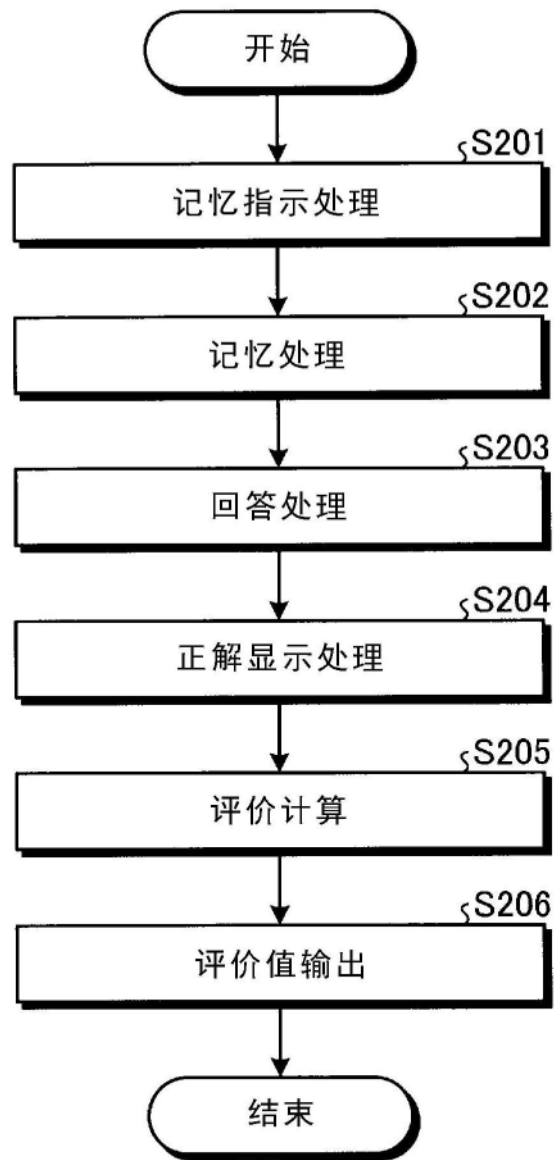 开始
S201
记忆指示处理
S202
记忆处理
S203
回答处理
S204
正解显示处理
S205
评价计算
S206
评价值输出
结束